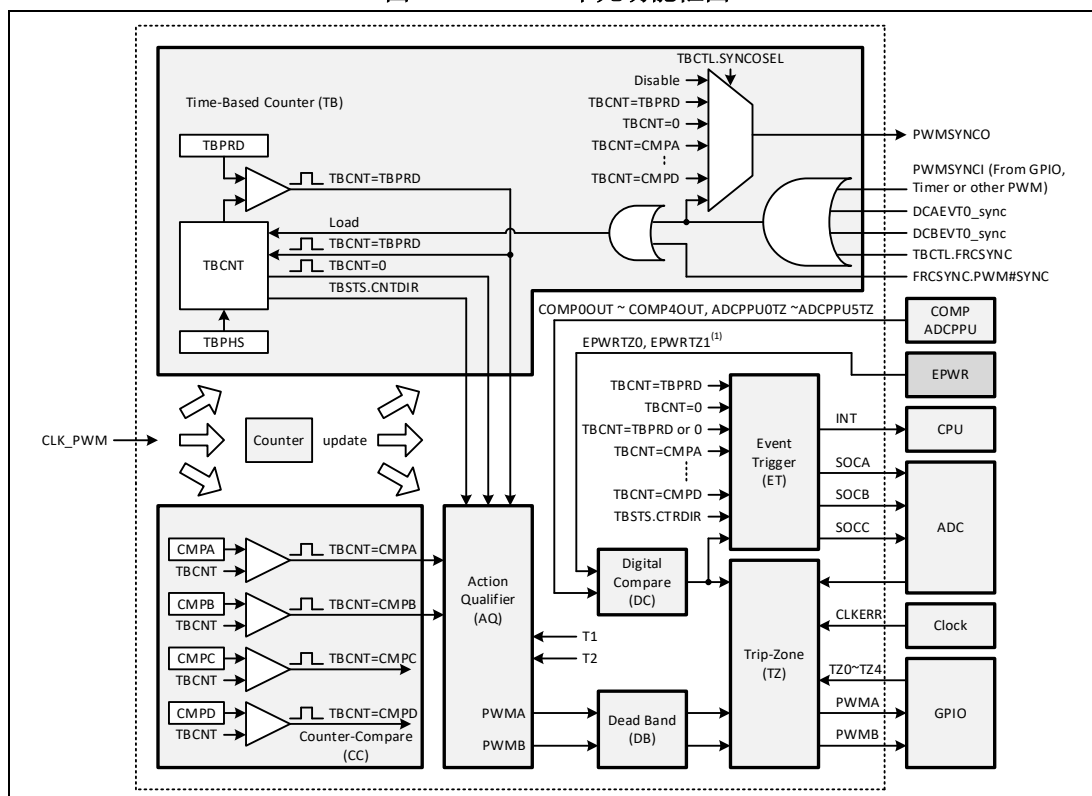 TBCTL.SYNCOSEL
Disable
Time-Based Counter (TB)
TBCNT=TBPRD
TBCNT=0
PWMSYNCO
TBPRD
TBCNT=CMPA
PWMSYNCI (From GPIO,
Timer or other PWM)
TBCNT=TBPRD
TBCNT=CMPD
DCAEVT0_sync
Load
DCBEVT0_sync
TBCNT=TBPRD
TBCNT
TBCNT=0
TBCTL.FRCSYNC
TBSTS.CNTDIR
FRCSYNC.PWM#SYNC
COMP0OUT ~ COMP4OUT, ADCPPU0TZ ~ADCPPU5TZ
COMP
ADCPPU
TBPHS
EPWRTZ0, EPWRTZ1(1)
EPWR
TBCNT=TBPRD
TBCNT=0
CLK_PWM
Counter
update
TBCNT=TBPRD or 0
INT
CPU
TBCNT=CMPA
Event
Trigger
(ET)
SOCA
TBCNT=CMPD
SOCB
ADC
TBSTS.CTRDIR
SOCC
CMPA
TBCNT=CMPA
TBCNT
Action
Qualifier
(AQ)
Digital
Compare
(DC)
CMPB
TBCNT=CMPB
TBCNT
CLKERR
Clock
T1
T2
CMPC
TBCNT=CMPC
TBCNT
Trip-Zone
(TZ)
TZ0~TZ4
CMPD
TBCNT=CMPD
TBCNT
Counter-Compare
(CC)
PWMA
PWMB
Dead Band
(DB)
PWMA
PWMB
GPIO